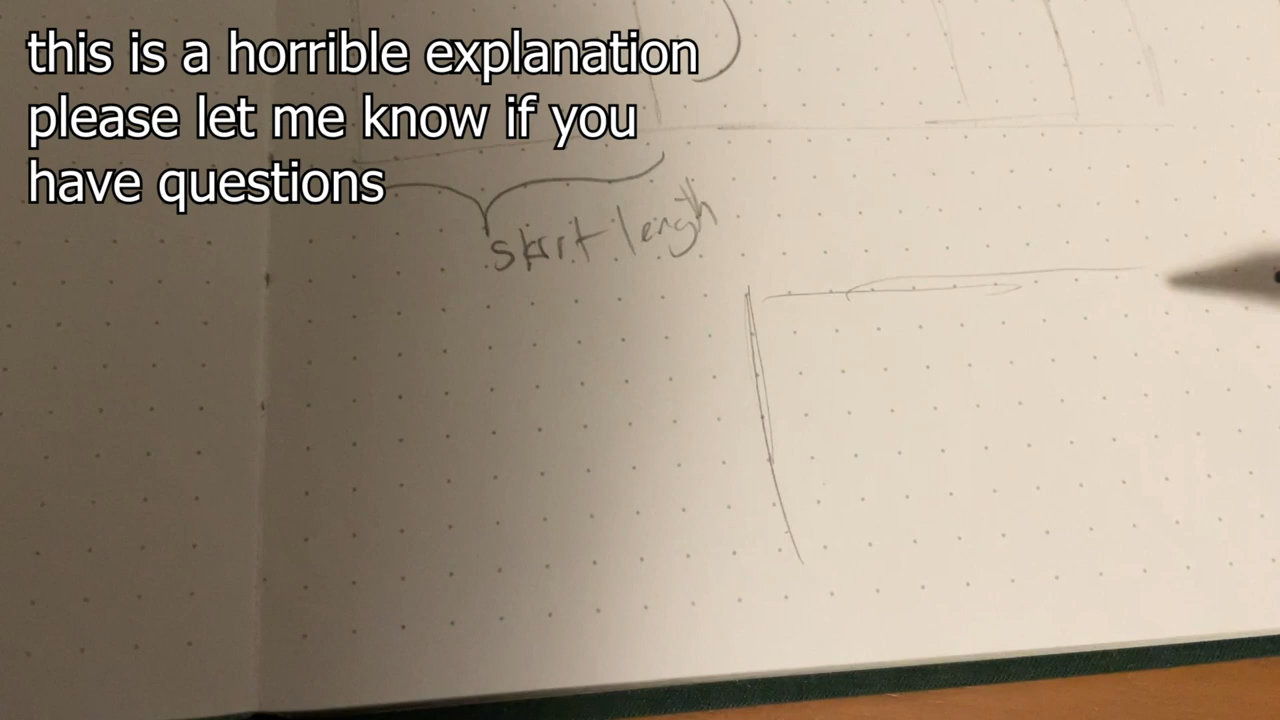 this is a horrible explanation
please let me know if you
have questions
skirt length